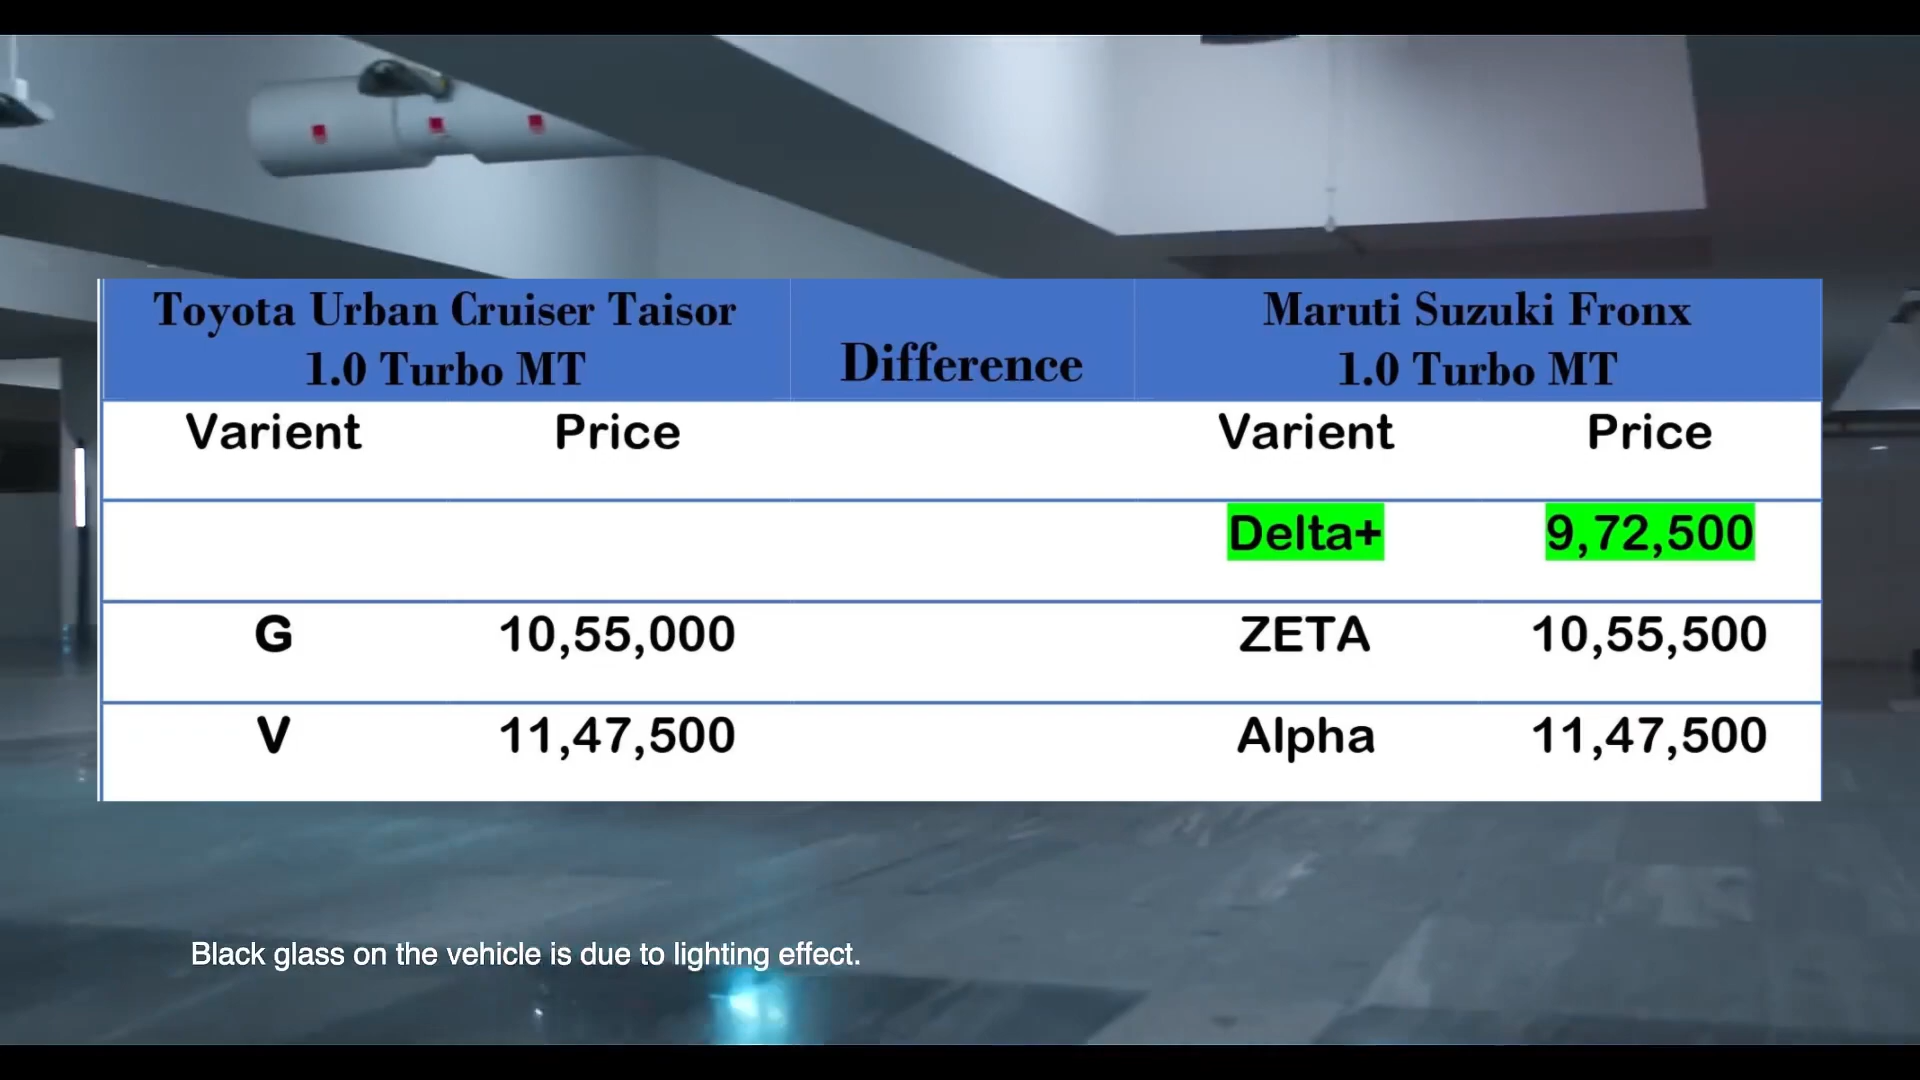 Toyota Urban Cruiser Taisor
1.0 Turbo MT
Difference
Maruti Suzuki Fronx
1.0 Turbo MT
Varient Price Varient Price
Delta+ 9,72,500
G 10,55,000 ZETA 10,55,500
V 11,47,500 Alpha 11,47,500
Black glass on the vehicle is due to lighting effect.